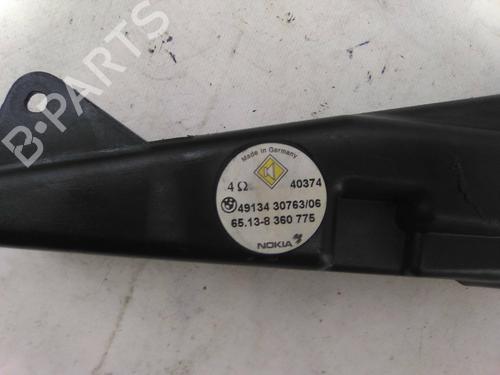 B-PARTS
Made in Germany
4 Ω 40374
49134 30763/06
65.13-8 360 775
NOKIA